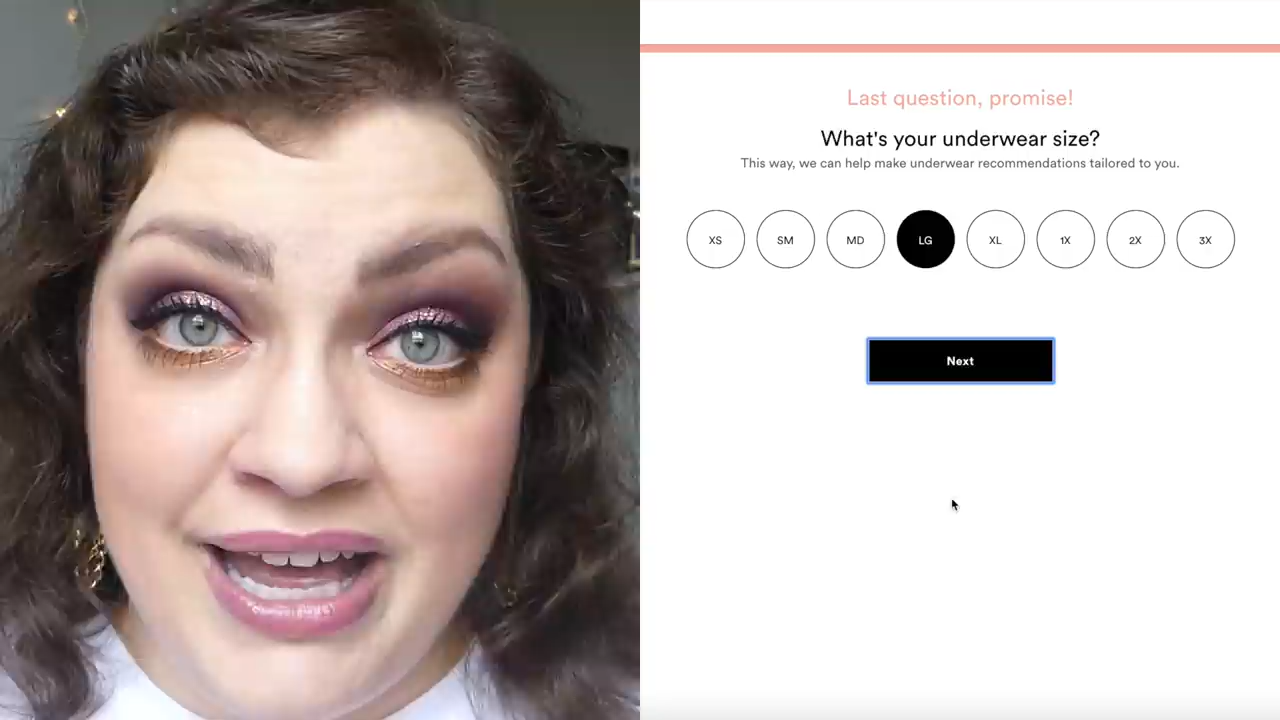 Last question, promise!
What's your underwear size?
This way, we can help make underwear recommendations tailored to you.
XS SM MD LG XL 1X 2X 3X
Next